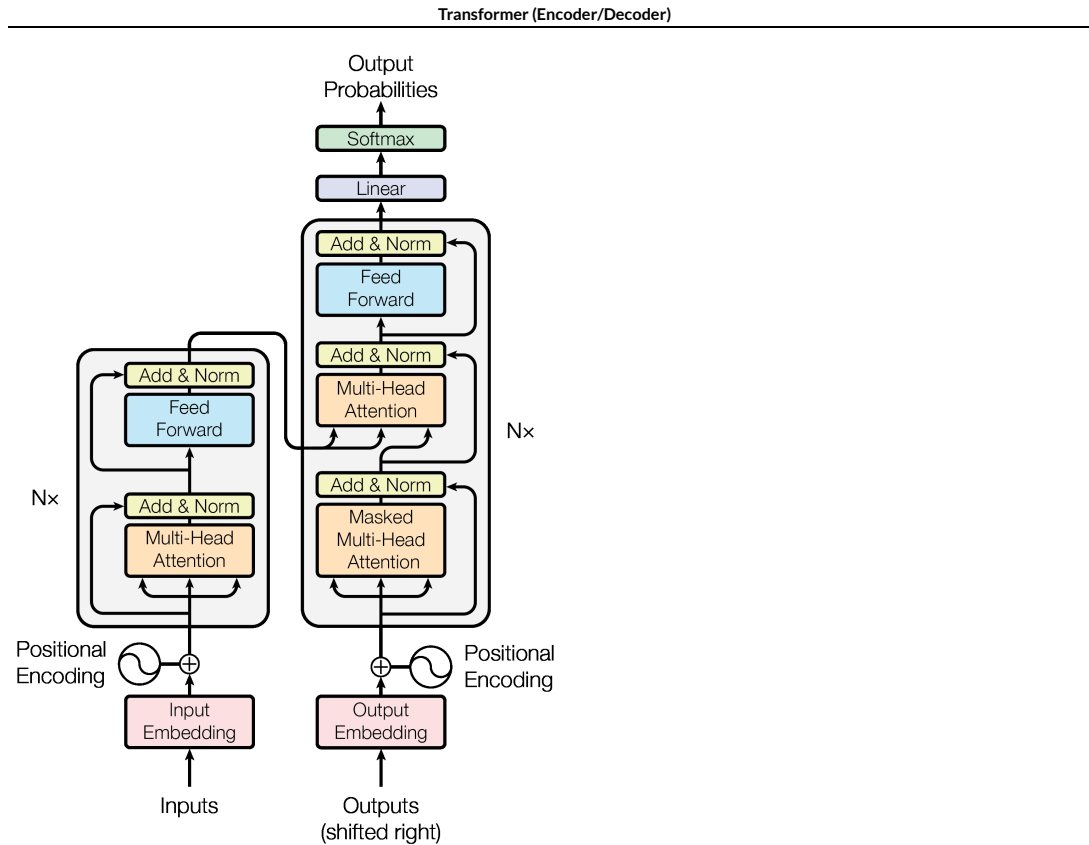 Transformer (Encoder/Decoder)
Output
Probabilities
Softmax
Linear
Add & Norm
Feed
Forward
Add & Norm
Multi-Head
Attention
Add & Norm
Masked
Multi-Head
Attention
N×
Add & Norm
Feed
Forward
Add & Norm
Multi-Head
Attention
N×
Positional
Encoding
Positional
Encoding
Input
Embedding
Output
Embedding
Inputs
Outputs
(shifted right)